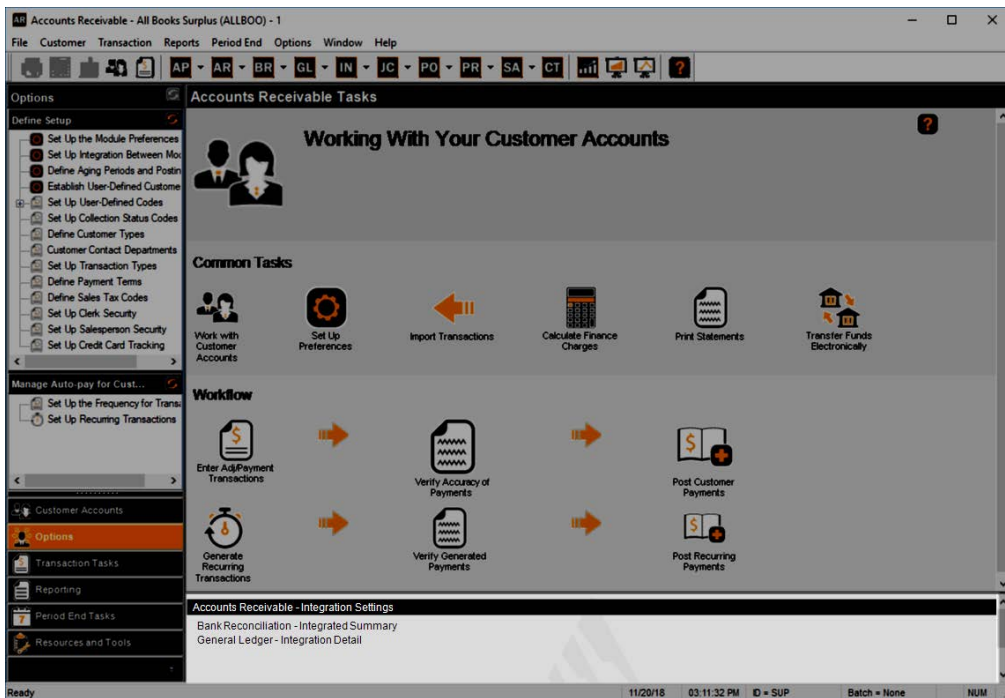 AR Accounts Receivable - All Books Surplus (ALLBOO) - 1
File Customer Transaction Reports Period End Options Window Help
AP AR BR GL IN JC PO PR SA CT ?
Options
Accounts Receivable Tasks
Define Setup
Set Up the Module Preferences
Set Up Integration Between Mou
Define Aging Periods and Postin
Establish User-Defined Custome
Set Up User-Defined Codes
Set Up Collection Status Codes
Define Customer Types
Customer Contact Departments
Set Up Transaction Types
Define Payment Terms
Define Sales Tax Codes
Set Up Clerk Security
Set Up Salesperson Security
Set Up Credit Card Tracking
Manage Auto-pay for Cust...
Set Up the Frequency for Transa
Set Up Recurring Transactions
Customer Accounts
Options
Transaction Tasks
Reporting
7 Period End Tasks
Resources and Tools
Working With Your Customer Accounts
?
Common Tasks
Work with
Customer
Accounts
Set Up
Preferences
Import Transactions
Calculate Finance
Charges
Print Statements
Transfer Funds
Electronically
Workflow
Enter Adj/Payment
Transactions
Verify Accuracy of
Payments
Post Customer
Payments
Generate
Recurring
Transactions
Verify Generated
Payments
Post Recurring
Payments
Accounts Receivable - Integration Settings
Bank Reconciliation - Integrated Summary
General Ledger - Integration Detail
Ready 11/20/18 03:11:32 PM ID = SUP Batch = None NUM